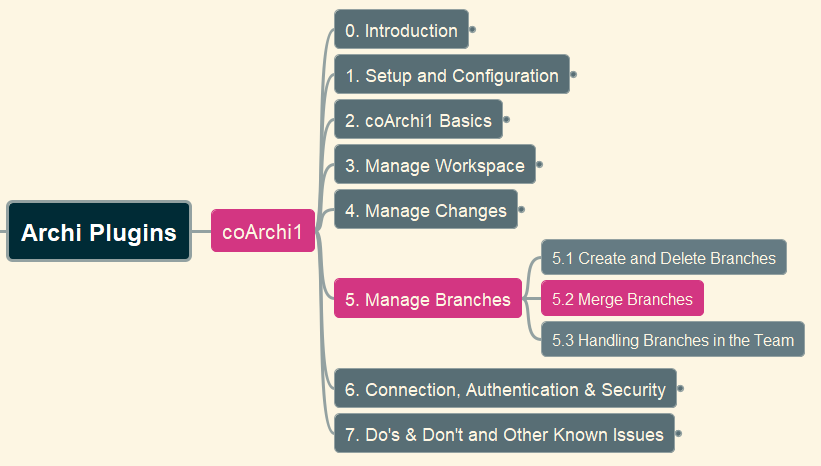 Archi Plugins
coArchi1
0. Introduction
1. Setup and Configuration
2. coArchi1 Basics
3. Manage Workspace
4. Manage Changes
5. Manage Branches
5.1 Create and Delete Branches
5.2 Merge Branches
5.3 Handling Branches in the Team
6. Connection, Authentication & Security
7. Do's & Don't and Other Known Issues